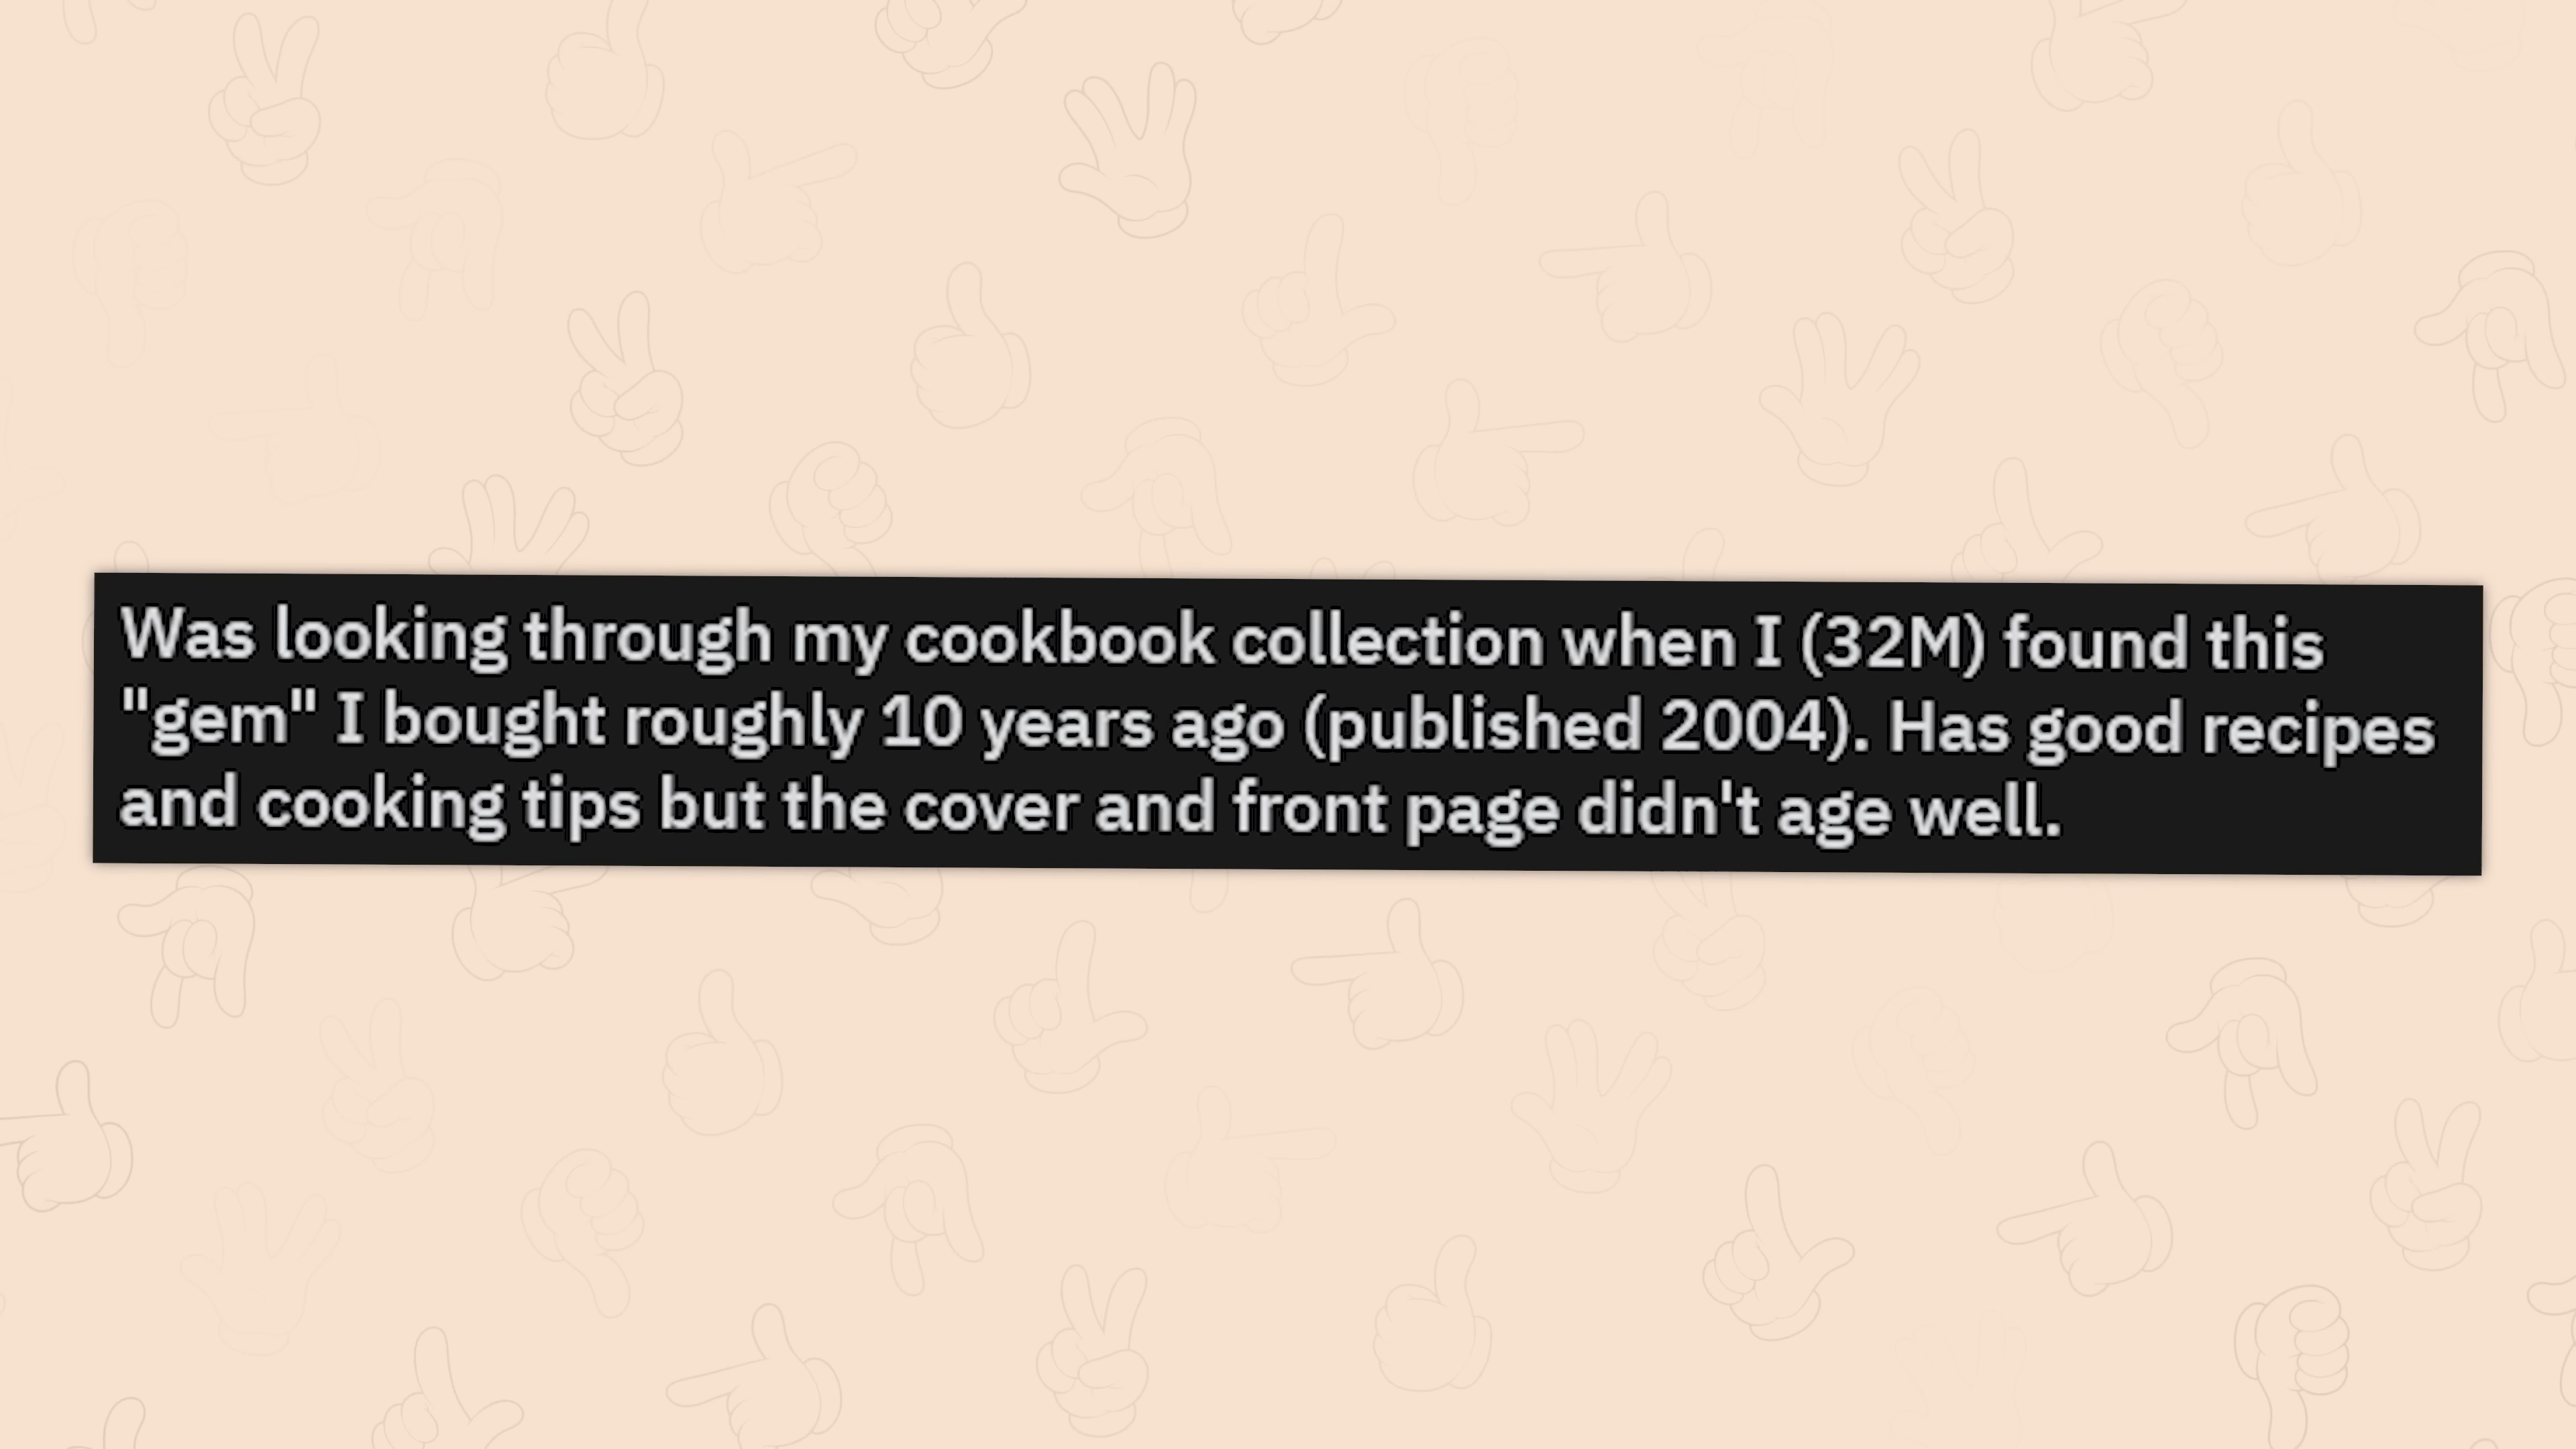 Was looking through my cookbook collection when I (32M) found this
"gem" I bought roughly 10 years ago (published 2004). Has good recipes
and cooking tips but the cover and front page didn't age well.